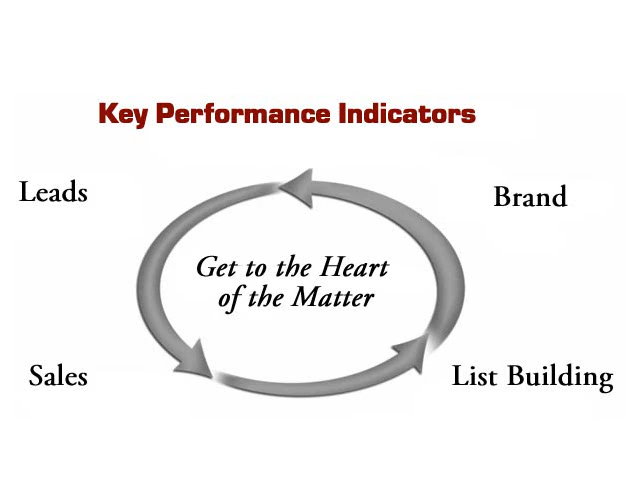 Key Performance Indicators
Leads
Brand
Get to the Heart
of the Matter
Sales
List Building